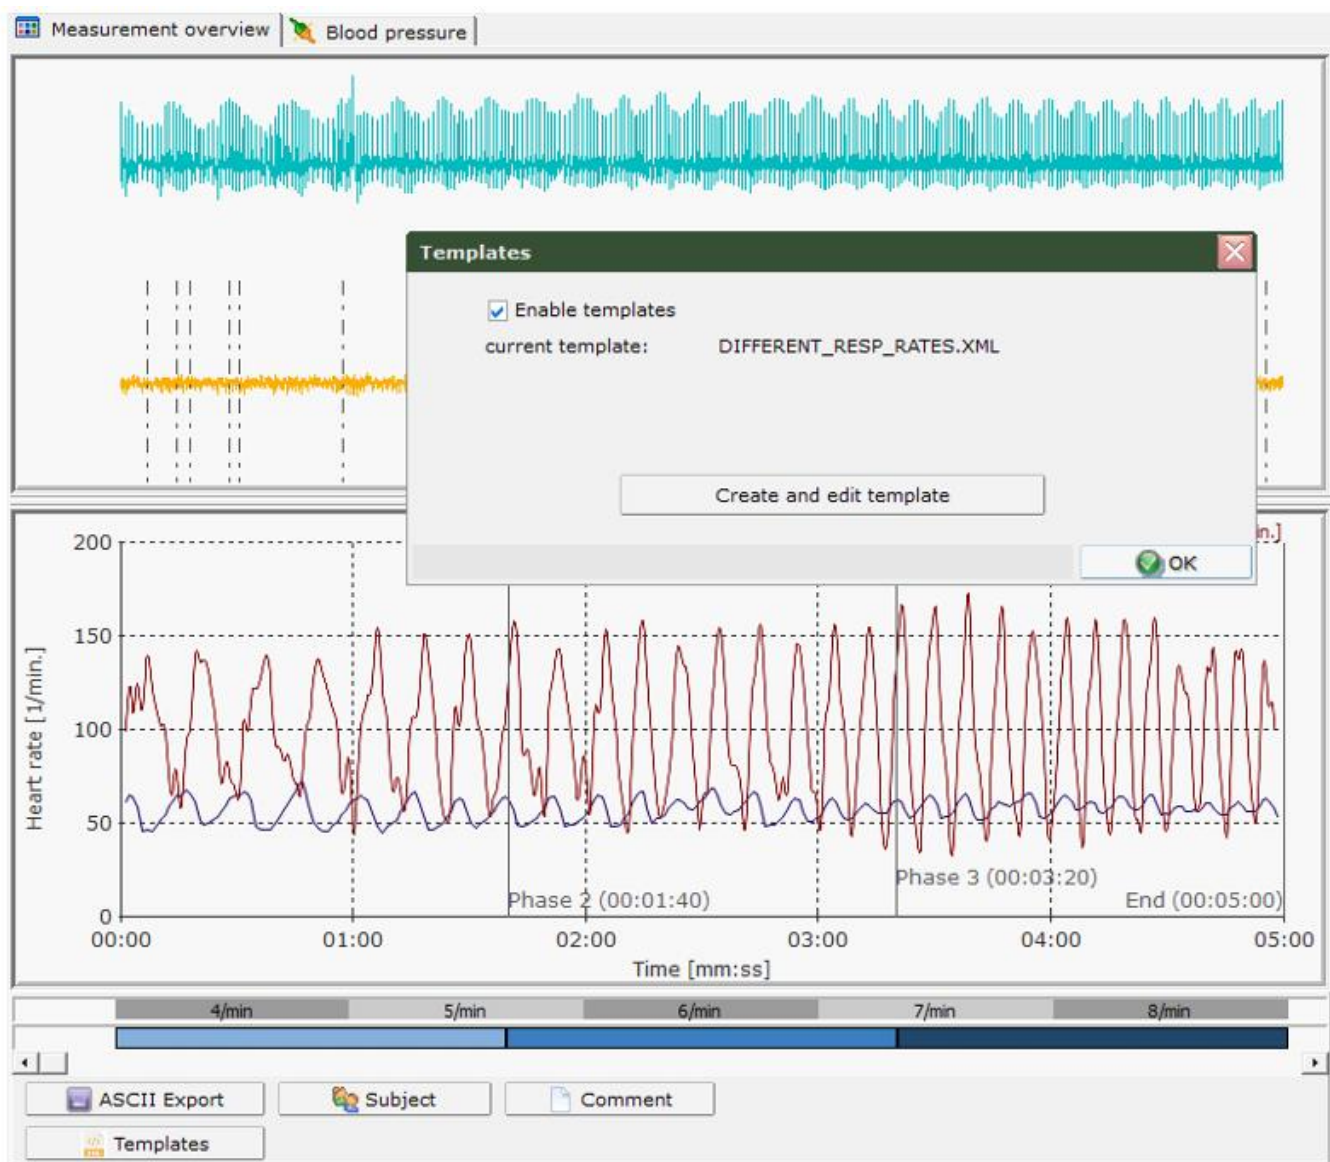 Measurement overview
Blood pressure
Templates
Enable templates
current template: DIFFERENT_RESP_RATES.XML
Create and edit template
OK
in.]
200
150
100
50
0
Heart rate [1/min.]
Phase 2 (00:01:40)
Phase 3 (00:03:20)
End (00:05:00)
00:00 01:00 02:00 03:00 04:00 05:00
Time [mm:ss]
4/min 5/min 6/min 7/min 8/min
ASCII Export
Subject
Comment
Templates